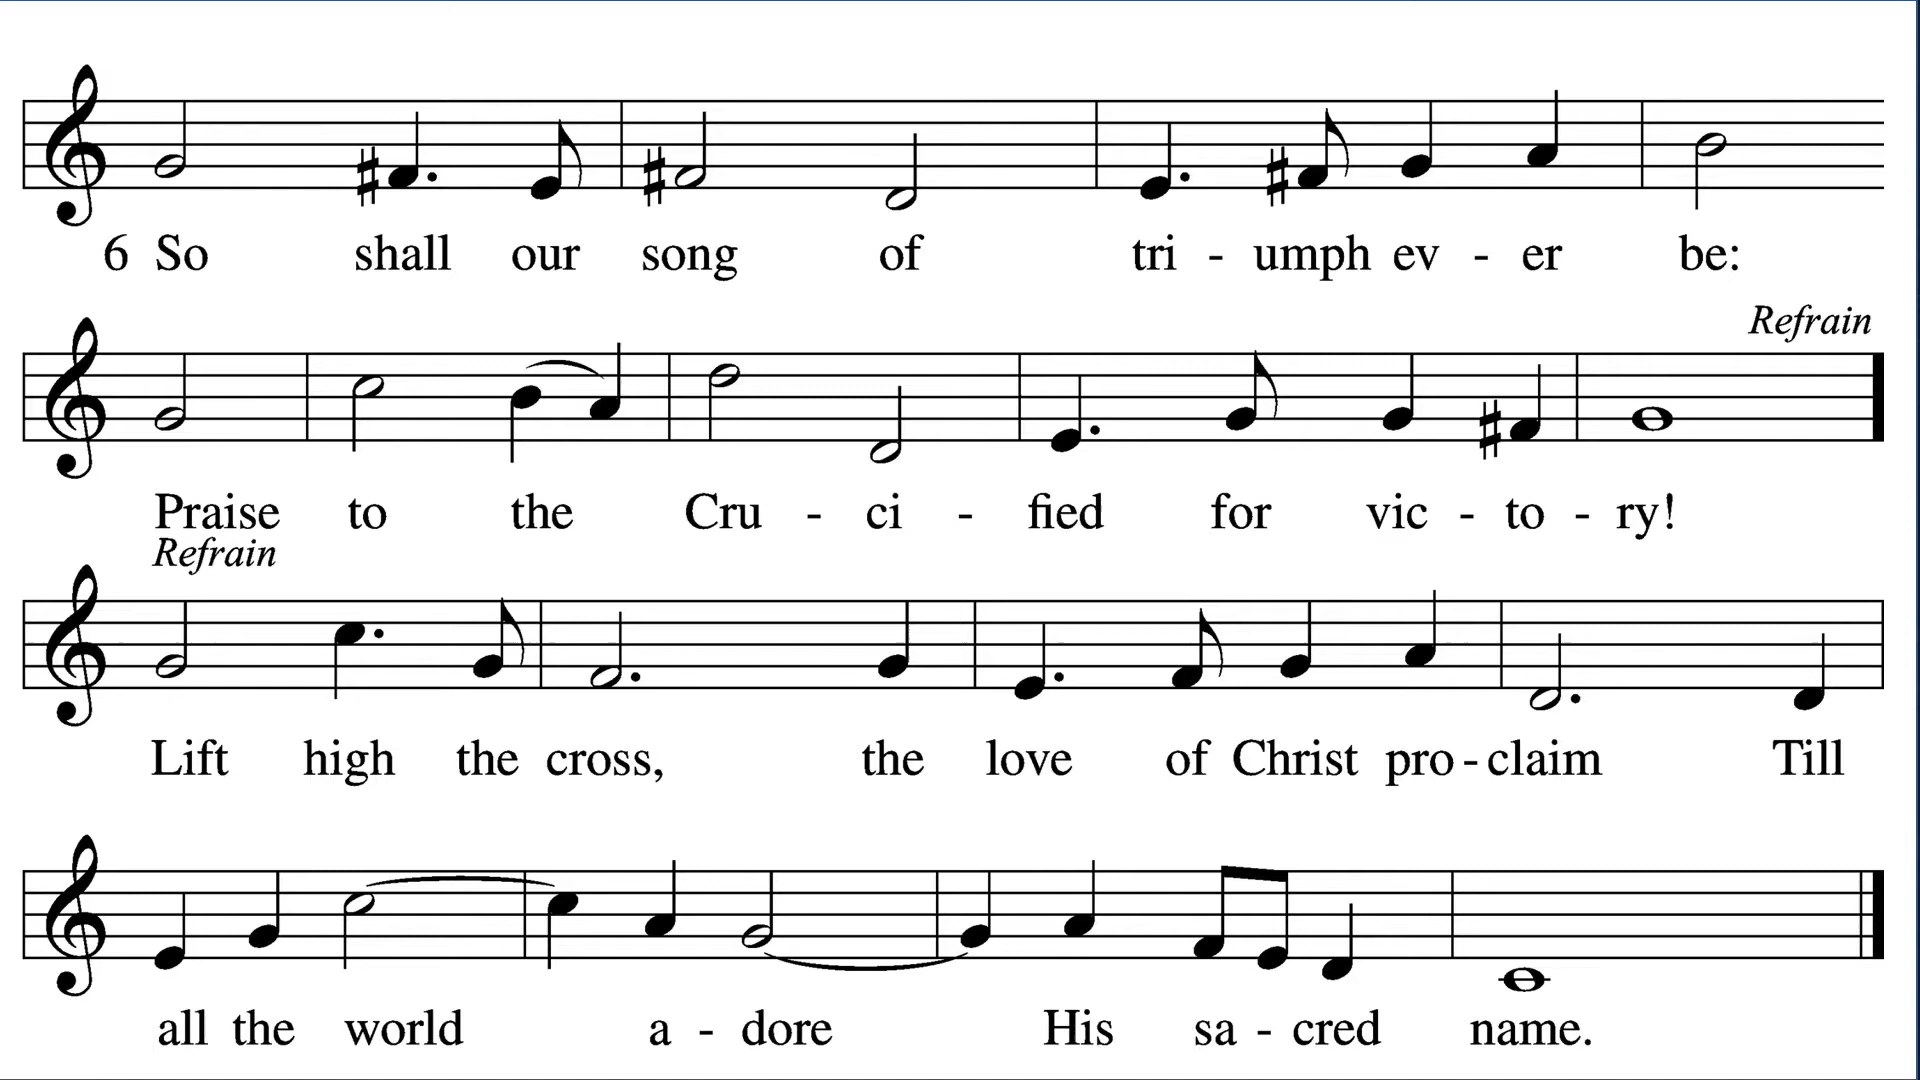 6 So shall our song of tri - umph ev - er be:
Refrain
Praise to the Cru - ci - fied for vic - to - ry!
Refrain
Lift high the cross, the love of Christ pro - claim Till
all the world a - dore His sa - cred name.